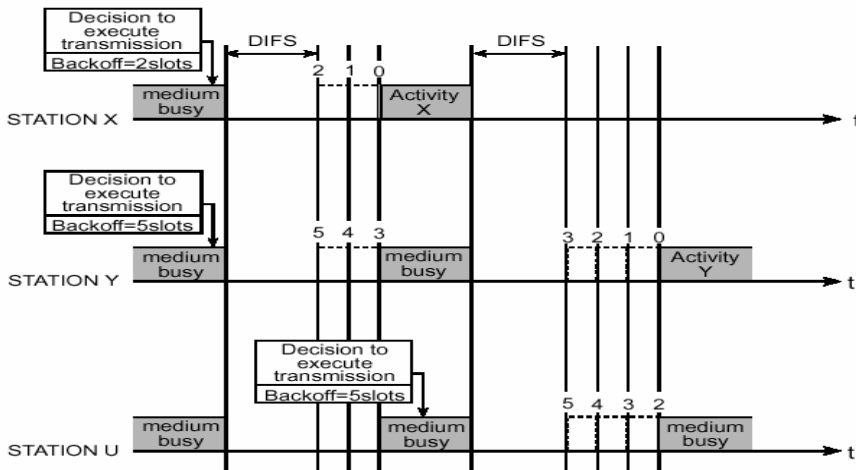 Decision to
execute
transmission
Backoff=2slots
DIFS
DIFS
2 1 0
medium
busy
Activity
X
STATION X
t
Decision to
execute
transmission
Backoff=5slots
5 4 3
3 2 1 0
medium
busy
medium
busy
Activity
Y
STATION Y
t
Decision to
execute
transmission
Backoff=5slots
5 4 3 2
medium
busy
medium
busy
medium
busy
STATION U
t